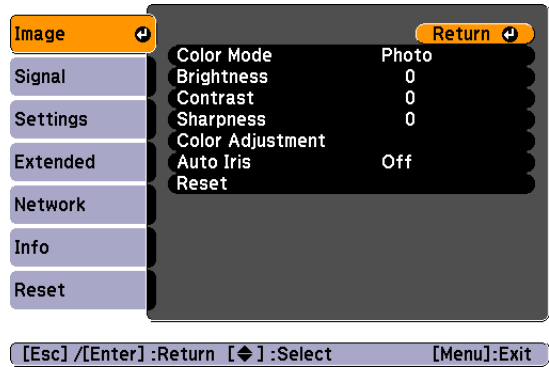 Image
Signal
Settings
Extended
Network
Info
Reset
Return
Color Mode Photo
Brightness 0
Contrast 0
Sharpness 0
Color Adjustment
Auto Iris Off
Reset
[Esc] /[Enter] :Return [◆] :Select [Menu]:Exit